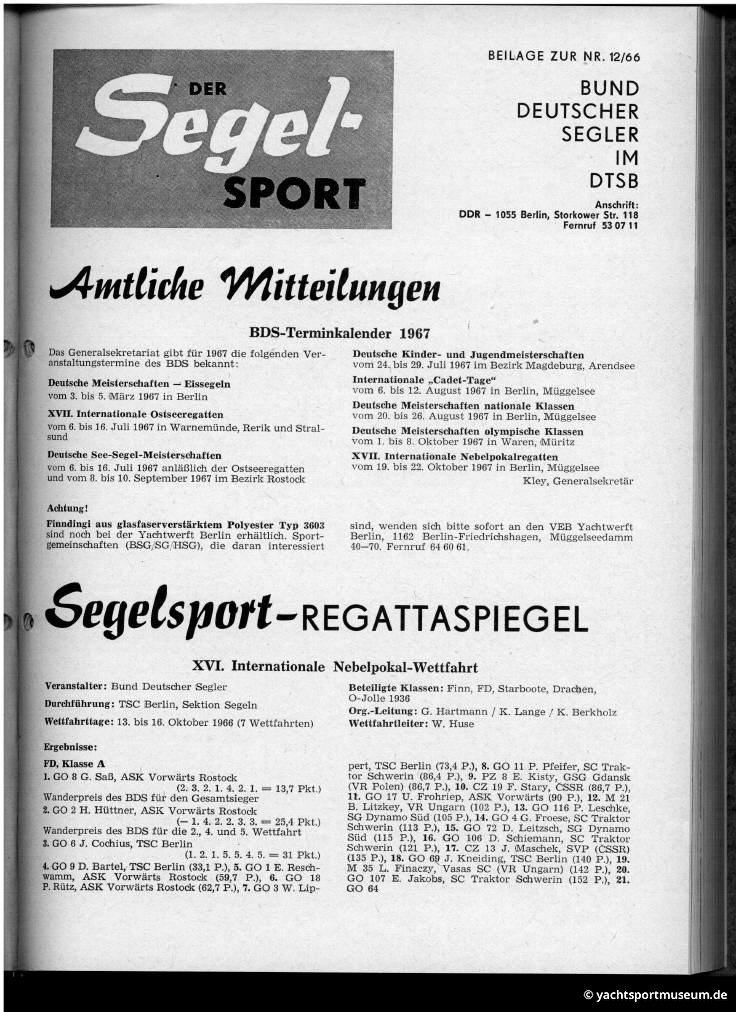 DER
Segel-
SPORT
BEILAGE ZUR NR. 12/66
BUND
DEUTSCHER
SEGLER
IM
DTSB
Anschrift:
DDR – 1055 Berlin, Storkower Str. 118
Fernruf 53 07 11
Amtliche Mitteilungen
BDS-Terminkalender 1967
Das Generalsekretariat gibt für 1967 die folgenden Ver-
anstaltungstermine des BDS bekannt:
Deutsche Meisterschaften — Eissegeln
vom 3. bis 5. März 1967 in Berlin
XVII. Internationale Ostseeregatten
vom 6. bis 16. Juli 1967 in Warnemünde, Rerik und Stral-
sund
Deutsche See-Segel-Meisterschaften
vom 6. bis 16. Juli 1967 anläßlich der Ostseeregatten
und vom 8. bis 10. September 1967 im Bezirk Rostock
Deutsche Kinder- und Jugendmeisterschaften
vom 24. bis 29. Juli 1967 im Bezirk Magdeburg, Arendsee
Internationale „Cadet-Tage“
vom 6. bis 12. August 1967 in Berlin, Müggelsee
Deutsche Meisterschaften nationale Klassen
vom 20. bis 26. August 1967 in Berlin, Müggelsee
Deutsche Meisterschaften olympische Klassen
vom 1. bis 8. Oktober 1967 in Waren, Müritz
XVII. Internationale Nebelpokalregatten
vom 19. bis 22. Oktober 1967 in Berlin, Müggelsee
Kley, Generalsekretär
Achtung!
Finndingi aus glasfaserverstärktem Polyester Typ 3603
sind noch bei der Yachtwerft Berlin erhältlich. Sport-
gemeinschaften (BSG/SG/HSG), die daran interessiert
sind, wenden sich bitte sofort an den VEB Yachtwerft
Berlin, 1162 Berlin-Friedrichshagen, Müggelseedamm
40—70. Fernruf 64 60 61.
Segelsport-REGATTASPIEGEL
XVI. Internationale Nebelpokal-Wettfahrt
Veranstalter: Bund Deutscher Segler
Durchführung: TSC Berlin, Sektion Segeln
Wettfahrttage: 13. bis 16. Oktober 1966 (7 Wettfahrten)
Beteiligte Klassen: Finn, FD, Starboote, Drachen,
O-Jolle 1936
Org.-Leitung: G. Hartmann / K. Lange / K. Berkholz
Wettfahrtleiter: W. Huse
Ergebnisse:
FD, Klasse A
1. GO 8 G. Saß, ASK Vorwärts Rostock
(2. 3. 2. 1. 4. 2. 1. = 13,7 Pkt.)
Wanderpreis des BDS für den Gesamtsieger
2. GO 2 H. Hüttner, ASK Vorwärts Rostock
(— 1. 4. 2. 2. 3. 3. = 25,4 Pkt.)
Wanderpreis des BDS für die 2., 4. und 5. Wettfahrt
3. GO 6 J. Cochius, TSC Berlin
(1. 2. 1. 5. 5. 4. 5. = 31 Pkt.)
4. GO 9 D. Bartel, TSC Berlin (33,1 P.), 5. GO 1 E. Resch-
wamm, ASK Vorwärts Rostock (59,7 P.), 6. GO 18
P. Rütz, ASK Vorwärts Rostock (62,7 P.), 7. GO 3 W. Lip-
pert, TSC Berlin (73,4 P.), 8. GO 11 P. Pfeifer, SC Trak-
tor Schwerin (86,4 P.), 9. PZ 8 E. Kisty, GSG Gdansk
(VR Polen) (86,7 P.), 10. CZ 19 F. Stary, CSSR (86,7 P.),
11. GO 17 U. Frohriep, ASK Vorwärts (90 P.), 12. M 21
B. Litzkey, VR Ungarn (102 P.), 13. GO 116 P. Leschke,
SG Dynamo Süd (105 P.), 14. GO 4 G. Froese, SC Traktor
Schwerin (113 P.), 15. GO 72 D. Leitzsch, SG Dynamo
Süd (115 P.), 16. GO 106 D. Schiemann, SC Traktor
Schwerin (121 P.), 17. CZ 13 J. Maschek, SVP (CSSR)
(135 P.), 18. GO 69 J. Kneiding, TSC Berlin (140 P.), 19.
M 35 L. Finaczy, Vasas SC (VR Ungarn) (142 P.), 20.
GO 107 E. Jakobs, SC Traktor Schwerin (152 P.), 21.
GO 64
© yachtsportmuseum.de